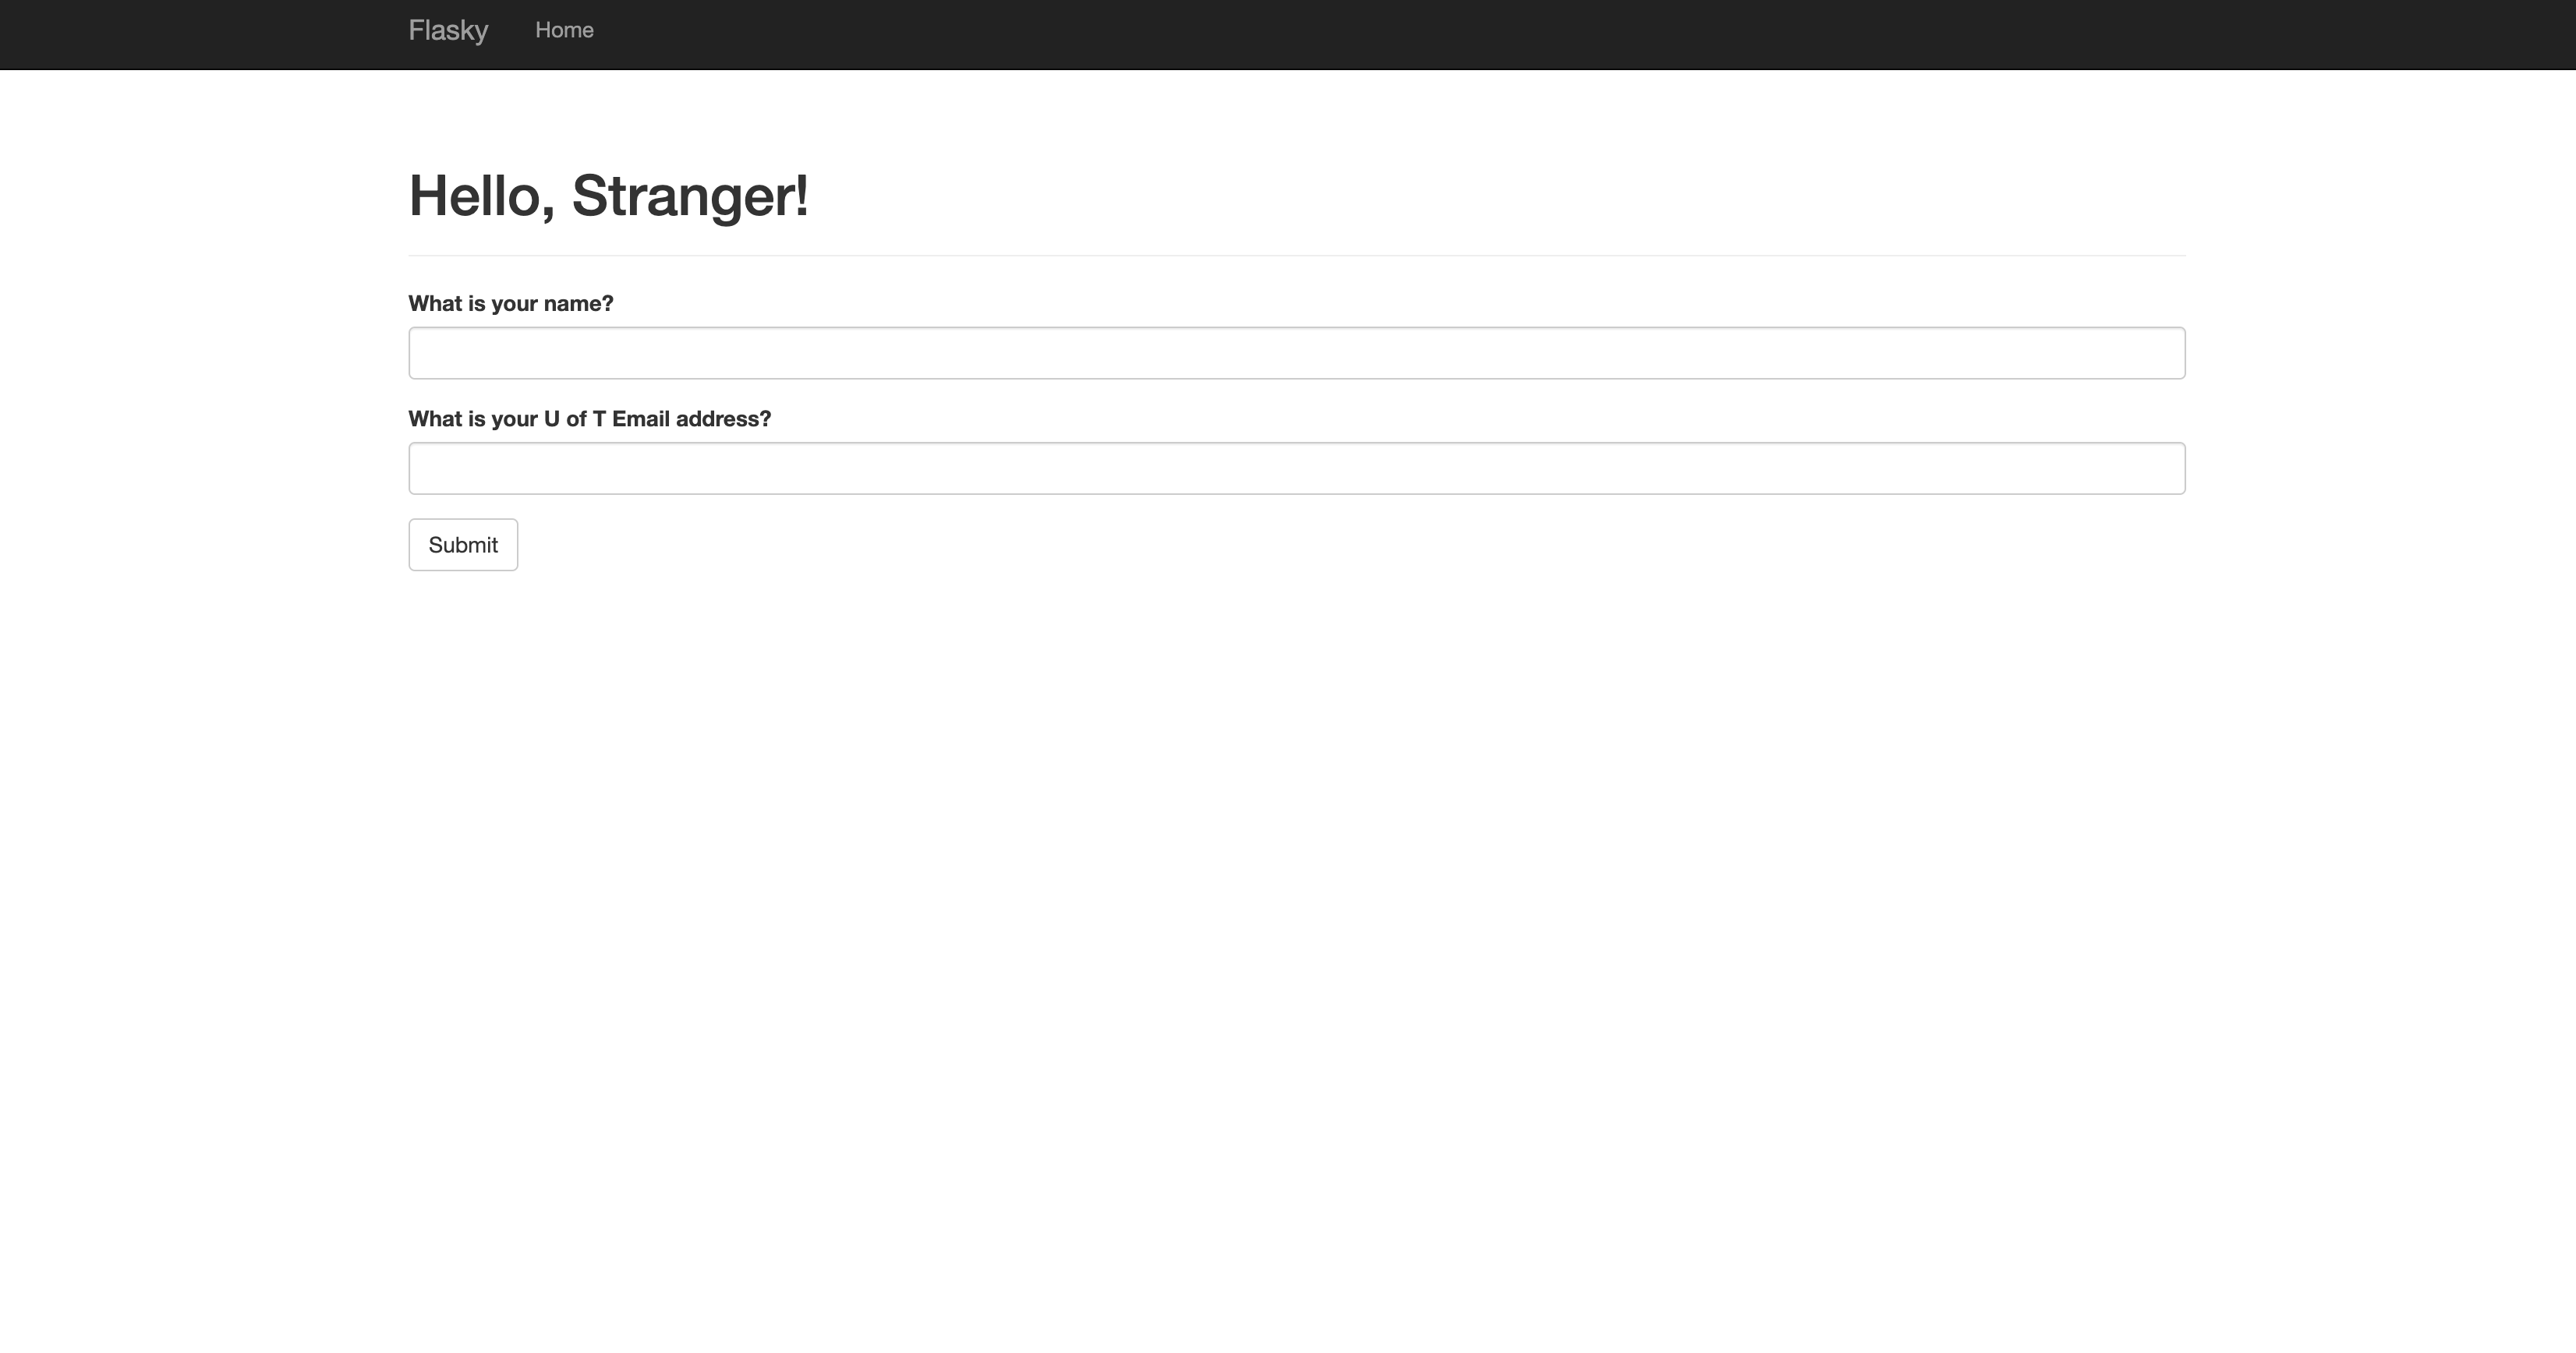 Flasky Home
Hello, Stranger!
What is your name?
What is your U of T Email address?
Submit